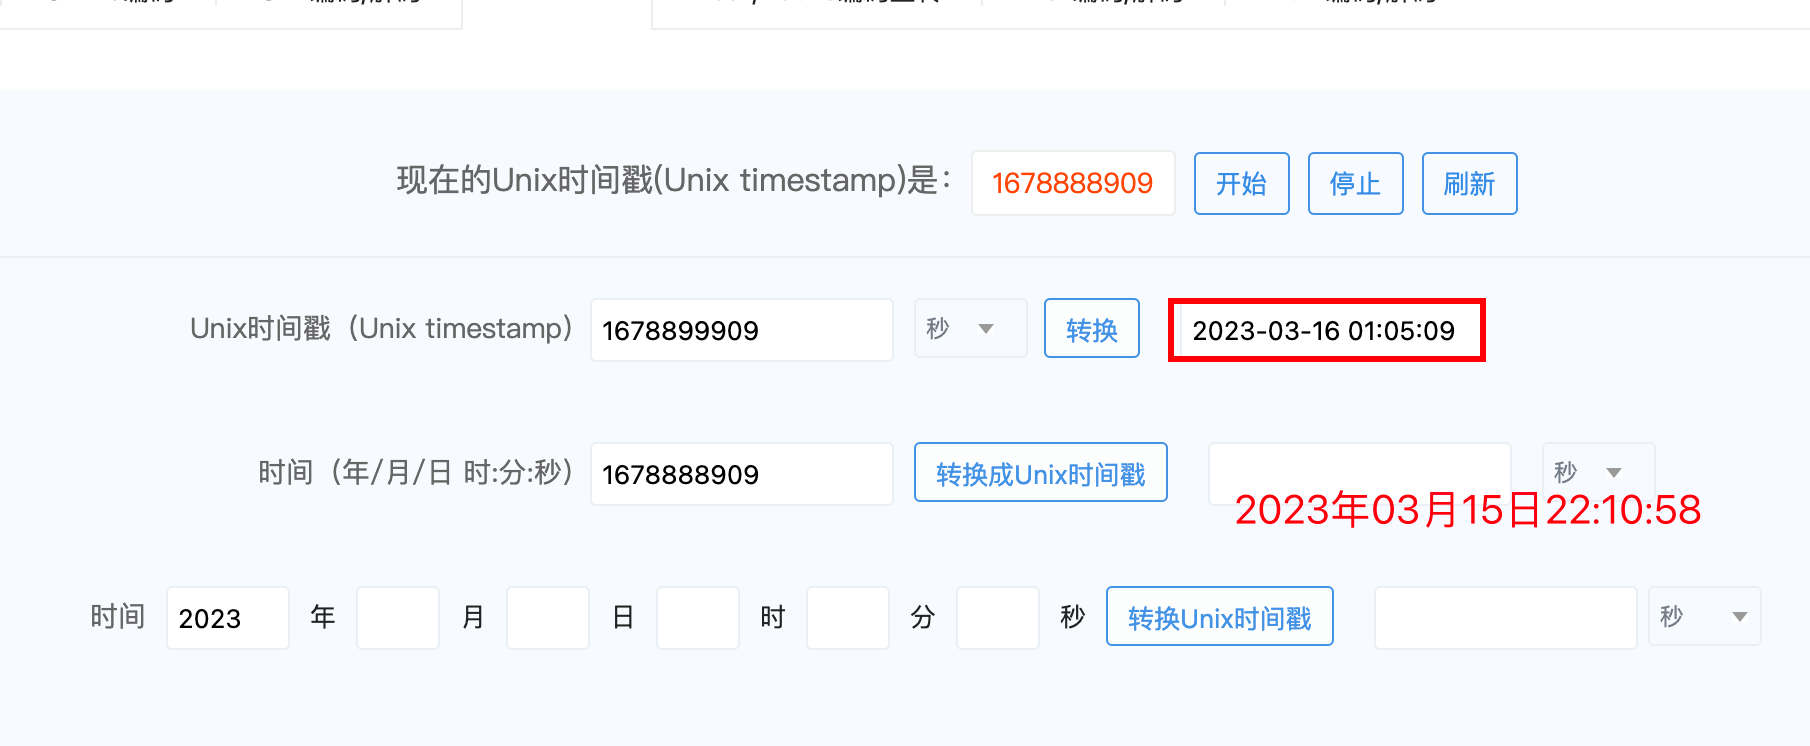 现在的Unix时间戳(Unix timestamp)是： 1678888909 开始 停止 刷新
Unix时间戳（Unix timestamp） 1678899909 秒 转换 2023-03-16 01:05:09
时间（年/月/日 时:分:秒） 1678888909 转换成Unix时间戳 秒
2023年03月15日22:10:58
时间 2023 年 月 日 时 分 秒 转换Unix时间戳 秒